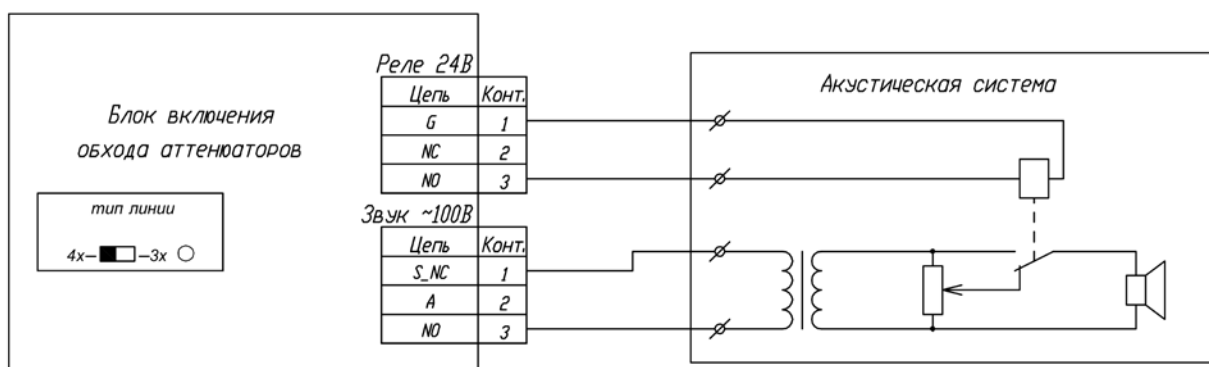 Блок включения
обхода аттенюаторов
тип линии
4х 3х
Реле 24В
Цепь Конт.
G 1
NC 2
NO 3
Звук ~100В
Цепь Конт.
S_NC 1
A 2
NO 3
Акустическая система